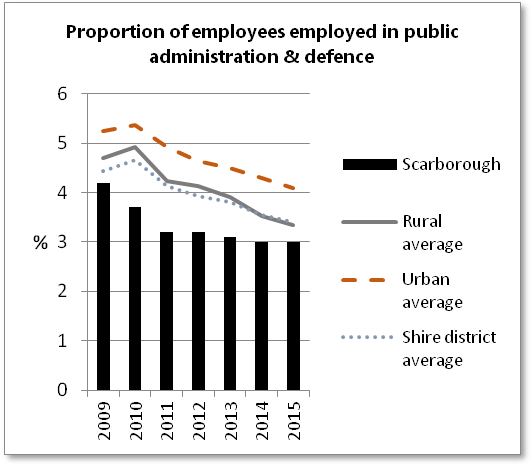 Proportion of employees employed in public
administration & defence
6
5
4
3
2
1
0
%
2009
2010
2011
2012
2013
2014
2015
Scarborough
Rural
average
Urban
average
Shire district
average